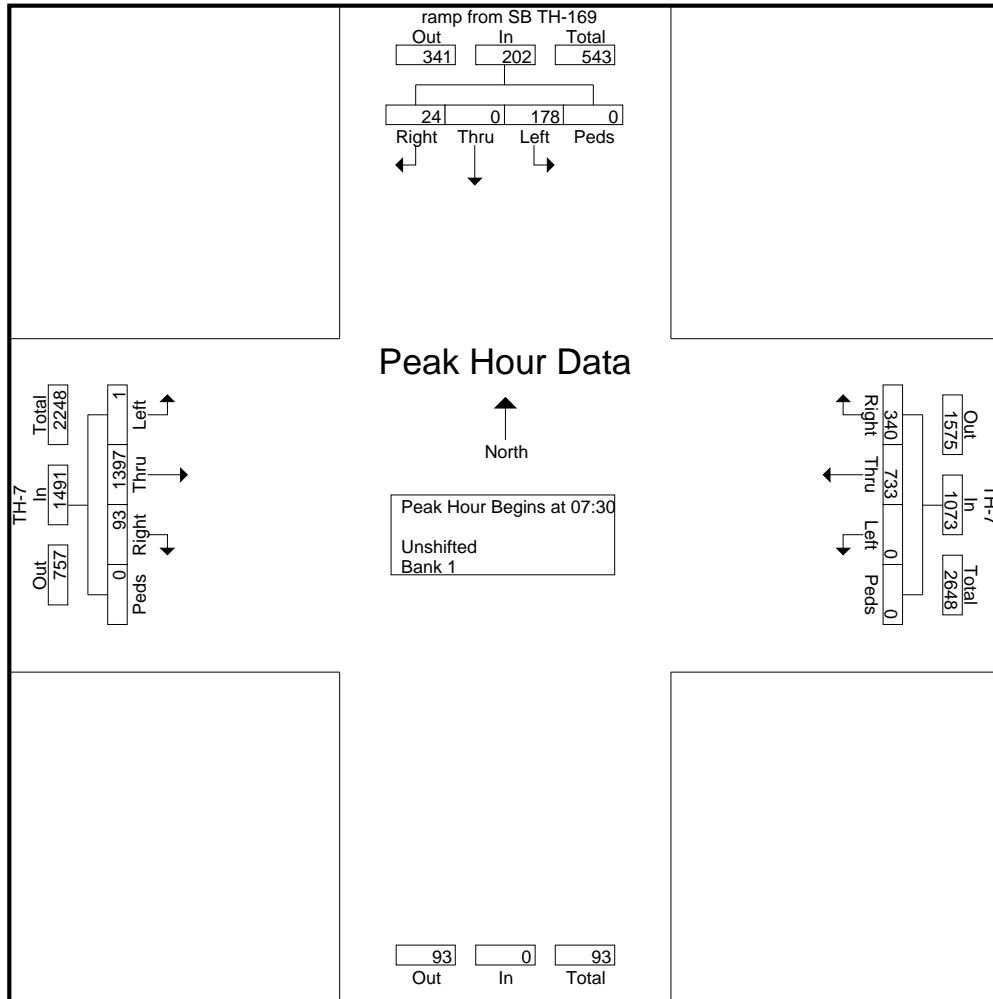 ramp from SB TH-169
Out In Total
341 202 543
24 0 178 0
Right Thru Left Peds
Peak Hour Data
North
Peak Hour Begins at 07:30
Unshifted
Bank 1
TH-7
Total In Out
2248 1491 757
1 1397 93 0
Left Thru Right Peds
TH-7
Out In Total
1575 1073 2648
340 733 0 0
Right Thru Left Peds
93 0 93
Out In Total